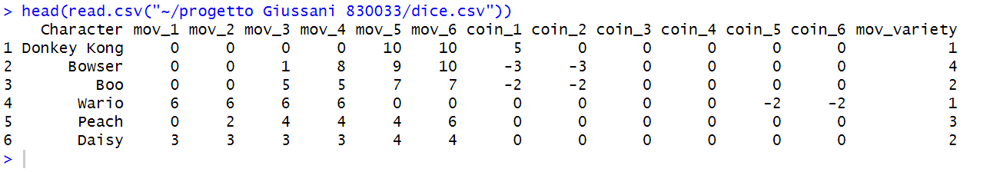 > head(read.csv("~/progetto Giussani 830033/dice.csv"))
Character mov_1 mov_2 mov_3 mov_4 mov_5 mov_6 coin_1 coin_2 coin_3 coin_4 coin_5 coin_6 mov_variety
1 Donkey Kong 0 0 0 0 10 10 5 0 0 0 0 0 1
2 Bowser 0 0 1 8 9 10 -3 -3 0 0 0 0 4
3 Boo 0 0 5 5 7 7 -2 -2 0 0 0 0 2
4 Wario 6 6 6 6 0 0 0 0 0 0 -2 -2 1
5 Peach 0 2 4 4 4 6 0 0 0 0 0 0 3
6 Daisy 3 3 3 3 4 4 0 0 0 0 0 0 2
>